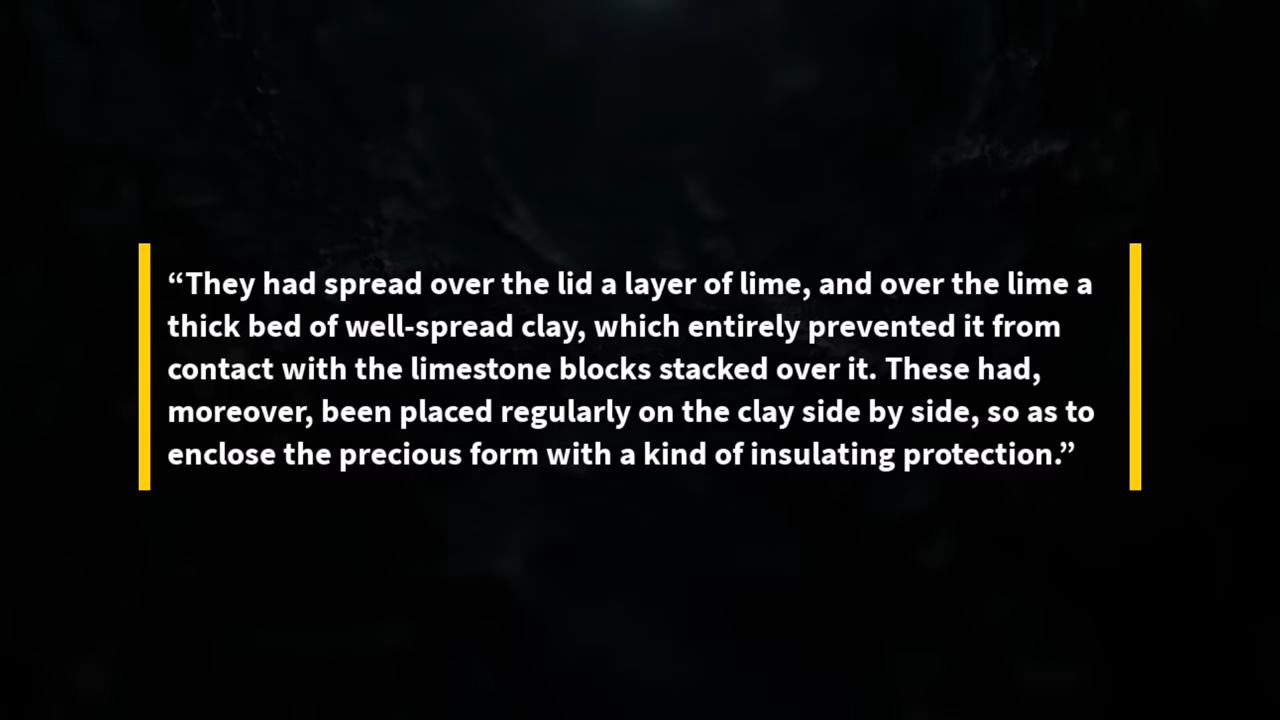 “They had spread over the lid a layer of lime, and over the lime a
thick bed of well-spread clay, which entirely prevented it from
contact with the limestone blocks stacked over it. These had,
moreover, been placed regularly on the clay side by side, so as to
enclose the precious form with a kind of insulating protection.”